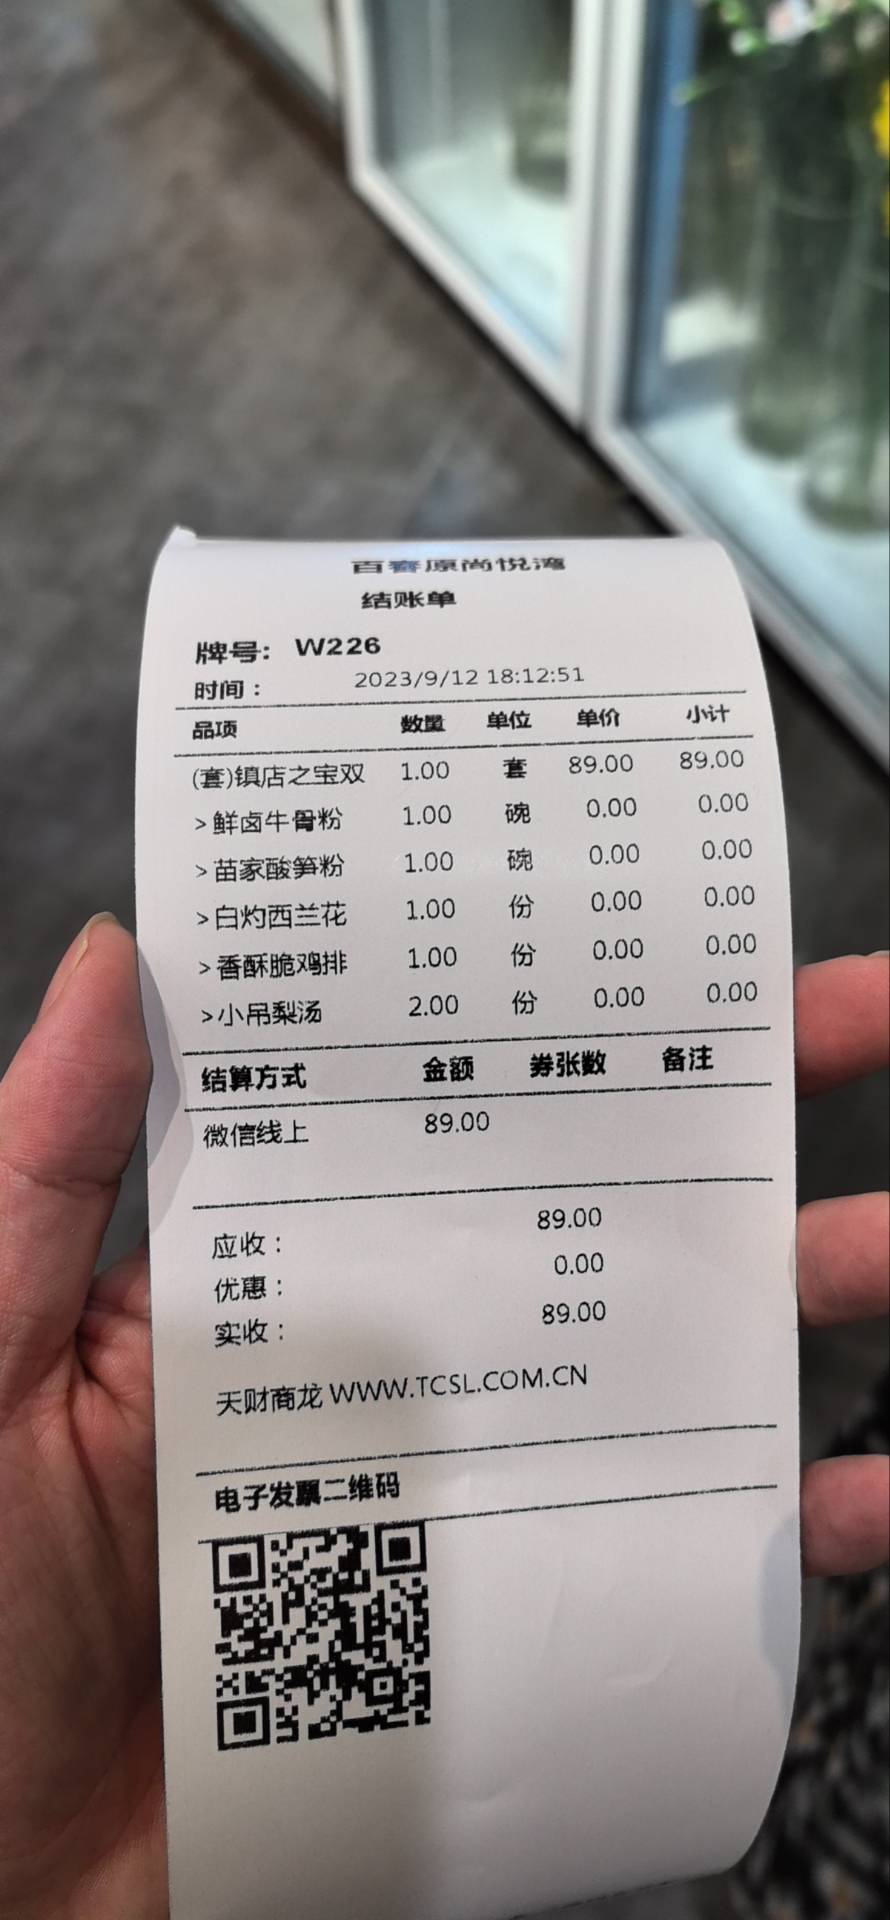 百春原尚悦湾
结账单
牌号: W226
时间： 2023/9/12 18:12:51
品项 数量 单位 单价 小计
(套)镇店之宝双 1.00 套 89.00 89.00
>鲜卤牛骨粉 1.00 碗 0.00 0.00
>苗家酸笋粉 1.00 碗 0.00 0.00
>白灼西兰花 1.00 份 0.00 0.00
>香酥脆鸡排 1.00 份 0.00 0.00
>小吊梨汤 2.00 份 0.00 0.00
结算方式 金额 券张数 备注
微信线上 89.00
应收： 89.00
优惠： 0.00
实收： 89.00
天财商龙 WWW.TCSL.COM.CN
电子发票二维码